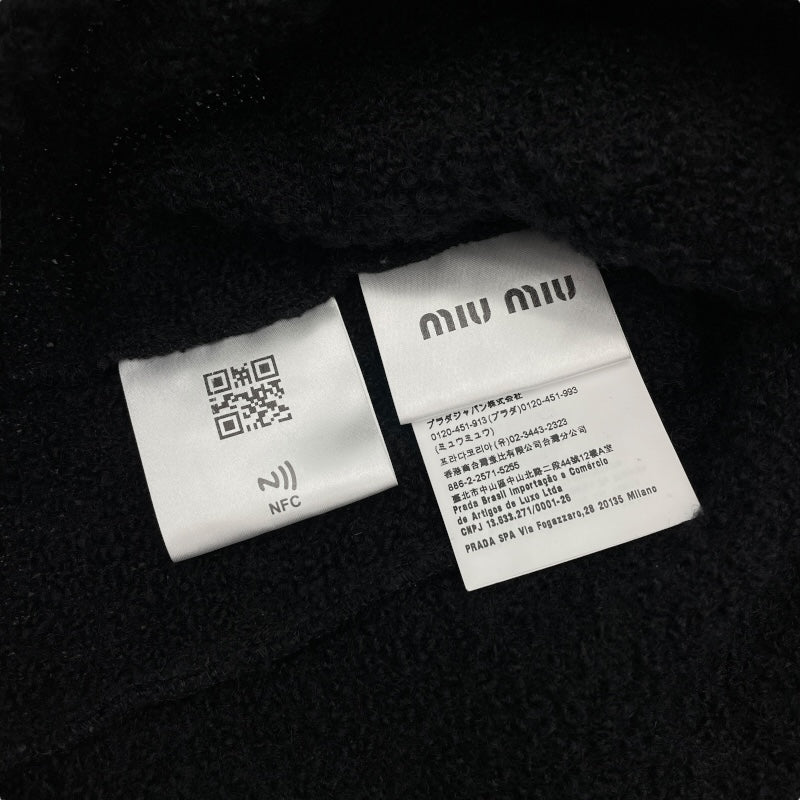 NFC
miu miu
プラダジャパン株式会社
0120-451-913 (プラダ)0120-451-993
(ミュウミュウ)
프라다코리아 (유)02-3443-2323
香港商台灣度比有限公司台灣分公司
886-2-2571-5255
臺北市中山區中山北路二段44號12樓A室
Prada Brasil Importação e Comércio
de Artigos de Luxo Ltda.
CNPJ 13.833.271/0001-26
PRADA SPA Via Fogazzaro,28 20135 Milano